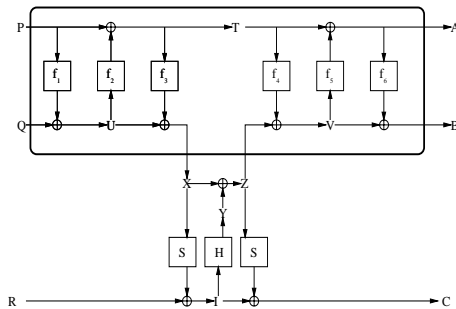 P T A
f₁ f₂ f₃ f₄ f₅ f₆
Q U V B
X Z
Y
S H S
R I C